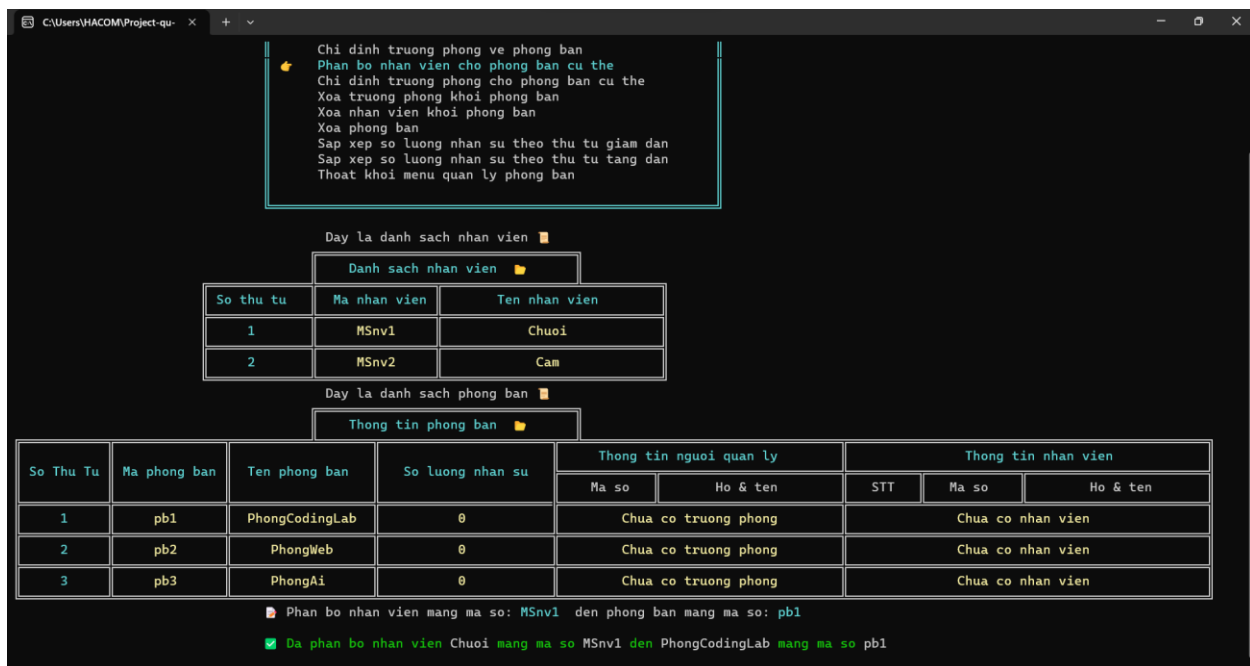 C:\Users\HACOM\Project-qu-
Chi dinh truong phong ve phong ban
Phan bo nhan vien cho phong ban cu the
Chi dinh truong phong cho phong ban cu the
Xoa truong phong khoi phong ban
Xoa nhan vien khoi phong ban
Xoa phong ban
Sap xep so luong nhan su theo thu tu giam dan
Sap xep so luong nhan su theo thu tu tang dan
Thoat khoi menu quan ly phong ban
Day la danh sach nhan vien
Danh sach nhan vien
So thu tu Ma nhan vien Ten nhan vien
1 MSnv1 Chuoi
2 MSnv2 Cam
Day la danh sach phong ban
Thong tin phong ban
So Thu Tu Ma phong ban Ten phong ban So luong nhan su Thong tin nguoi quan ly Thong tin nhan vien
Ma so Ho & ten STT Ma so Ho & ten
1 pb1 PhongCodingLab 0 Chua co truong phong Chua co nhan vien
2 pb2 PhongWeb 0 Chua co truong phong Chua co nhan vien
3 pb3 PhongAi 0 Chua co truong phong Chua co nhan vien
Phan bo nhan vien mang ma so: MSnv1 den phong ban mang ma so: pb1
Da phan bo nhan vien Chuoi mang ma so MSnv1 den PhongCodingLab mang ma so pb1